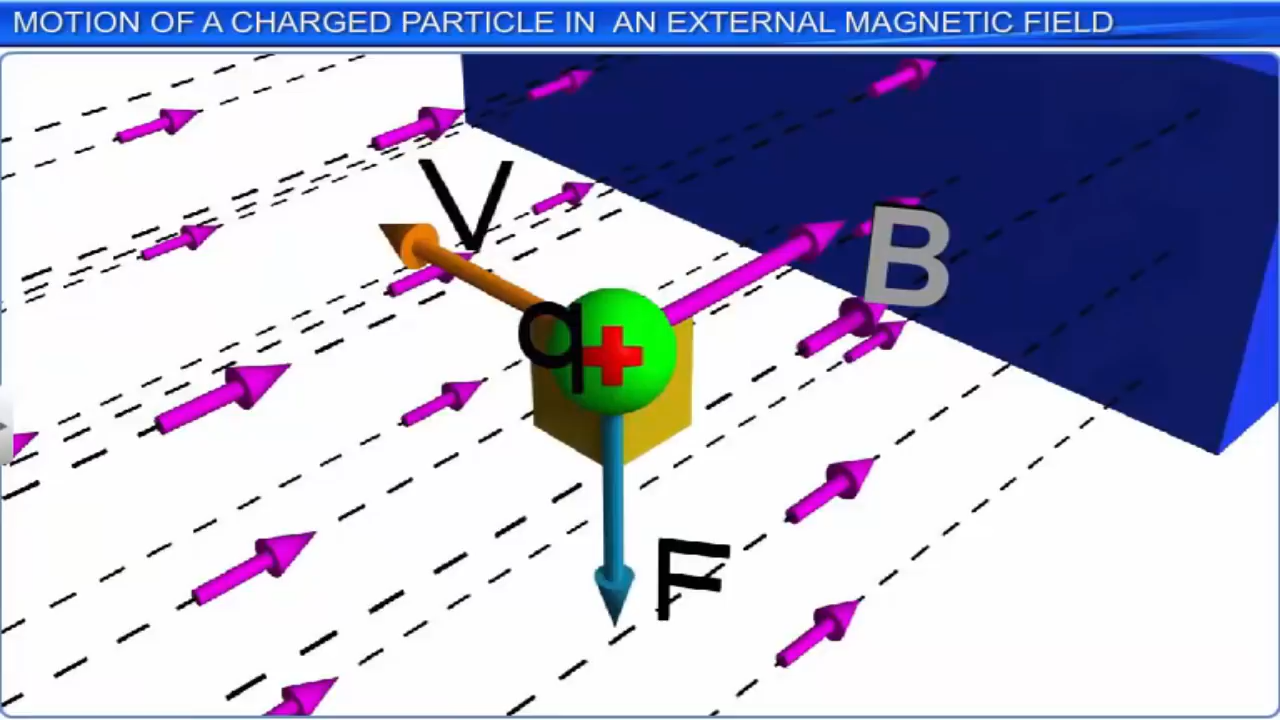 MOTION OF A CHARGED PARTICLE IN AN EXTERNAL MAGNETIC FIELD
V
B
q
F